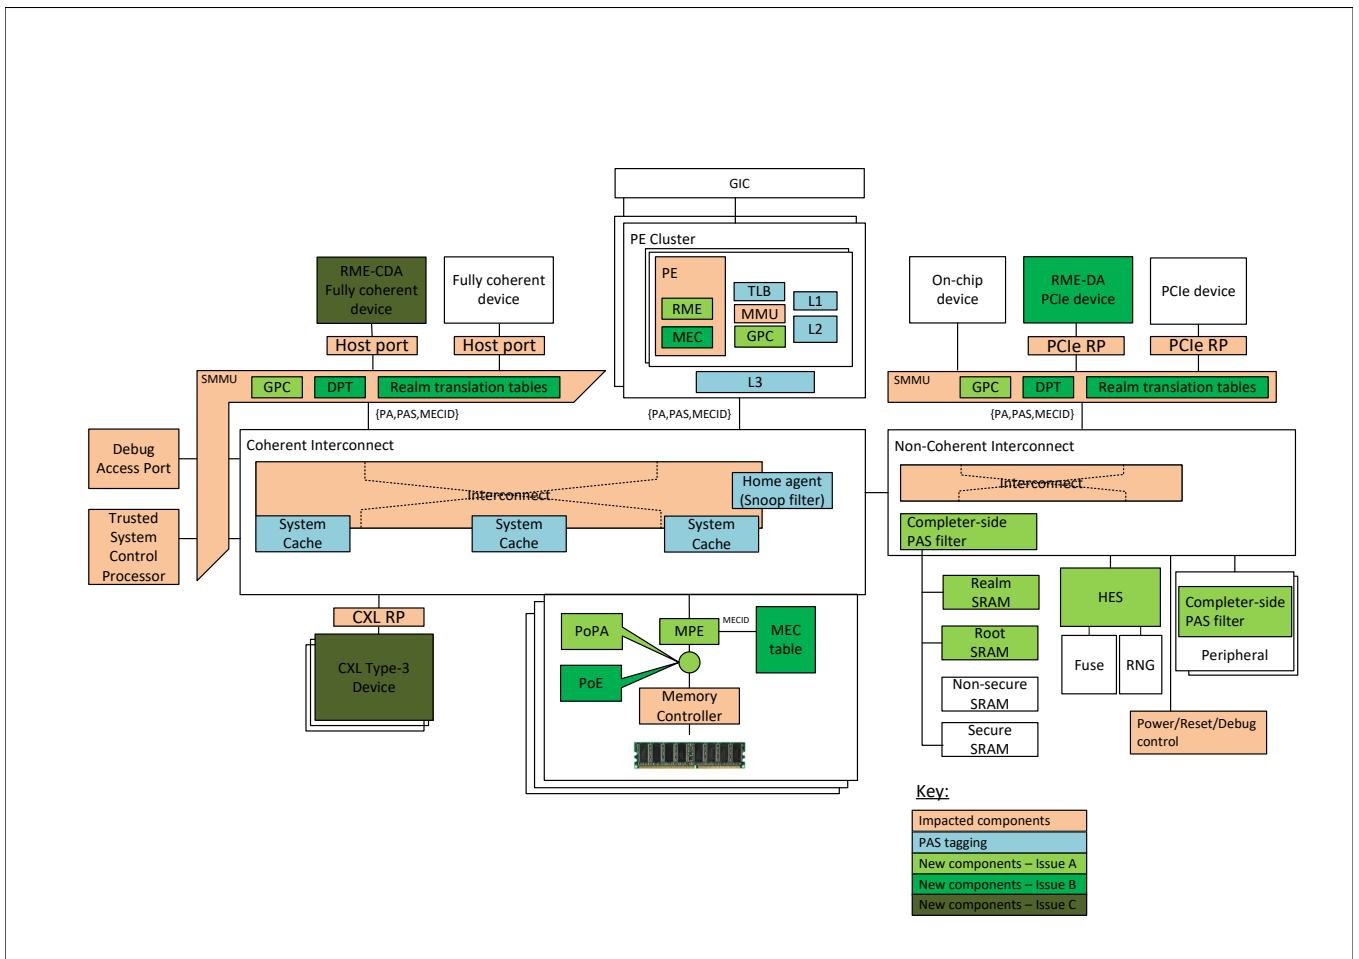 GIC
PE Cluster
PE
RME
MEC
TLB
MMU
GPC
L1
L2
L3
RME-CDA
Fully coherent
device
Fully coherent
device
Host port
Host port
SMMU
GPC
DPT
Realm translation tables
On-chip
device
RME-DA
PCIe device
PCIe device
PCIe RP
PCIe RP
SMMU
GPC
DPT
Realm translation tables
{PA,PAS,MECID}
{PA,PAS,MECID}
{PA,PAS,MECID}
Debug
Access Port
Trusted
System
Control
Processor
Coherent Interconnect
Interconnect
Home agent
(Snoop filter)
System
Cache
System
Cache
System
Cache
Non-Coherent Interconnect
Interconnect
Completer-side
PAS filter
CXL RP
CXL Type-3
Device
PoPA
PoE
MPE
MECID
MEC
table
Memory
Controller
Realm
SRAM
Root
SRAM
Non-secure
SRAM
Secure
SRAM
HES
Fuse
RNG
Completer-side
PAS filter
Peripheral
Power/Reset/Debug
control
Key:
Impacted components
PAS tagging
New components – Issue A
New components – Issue B
New components – Issue C